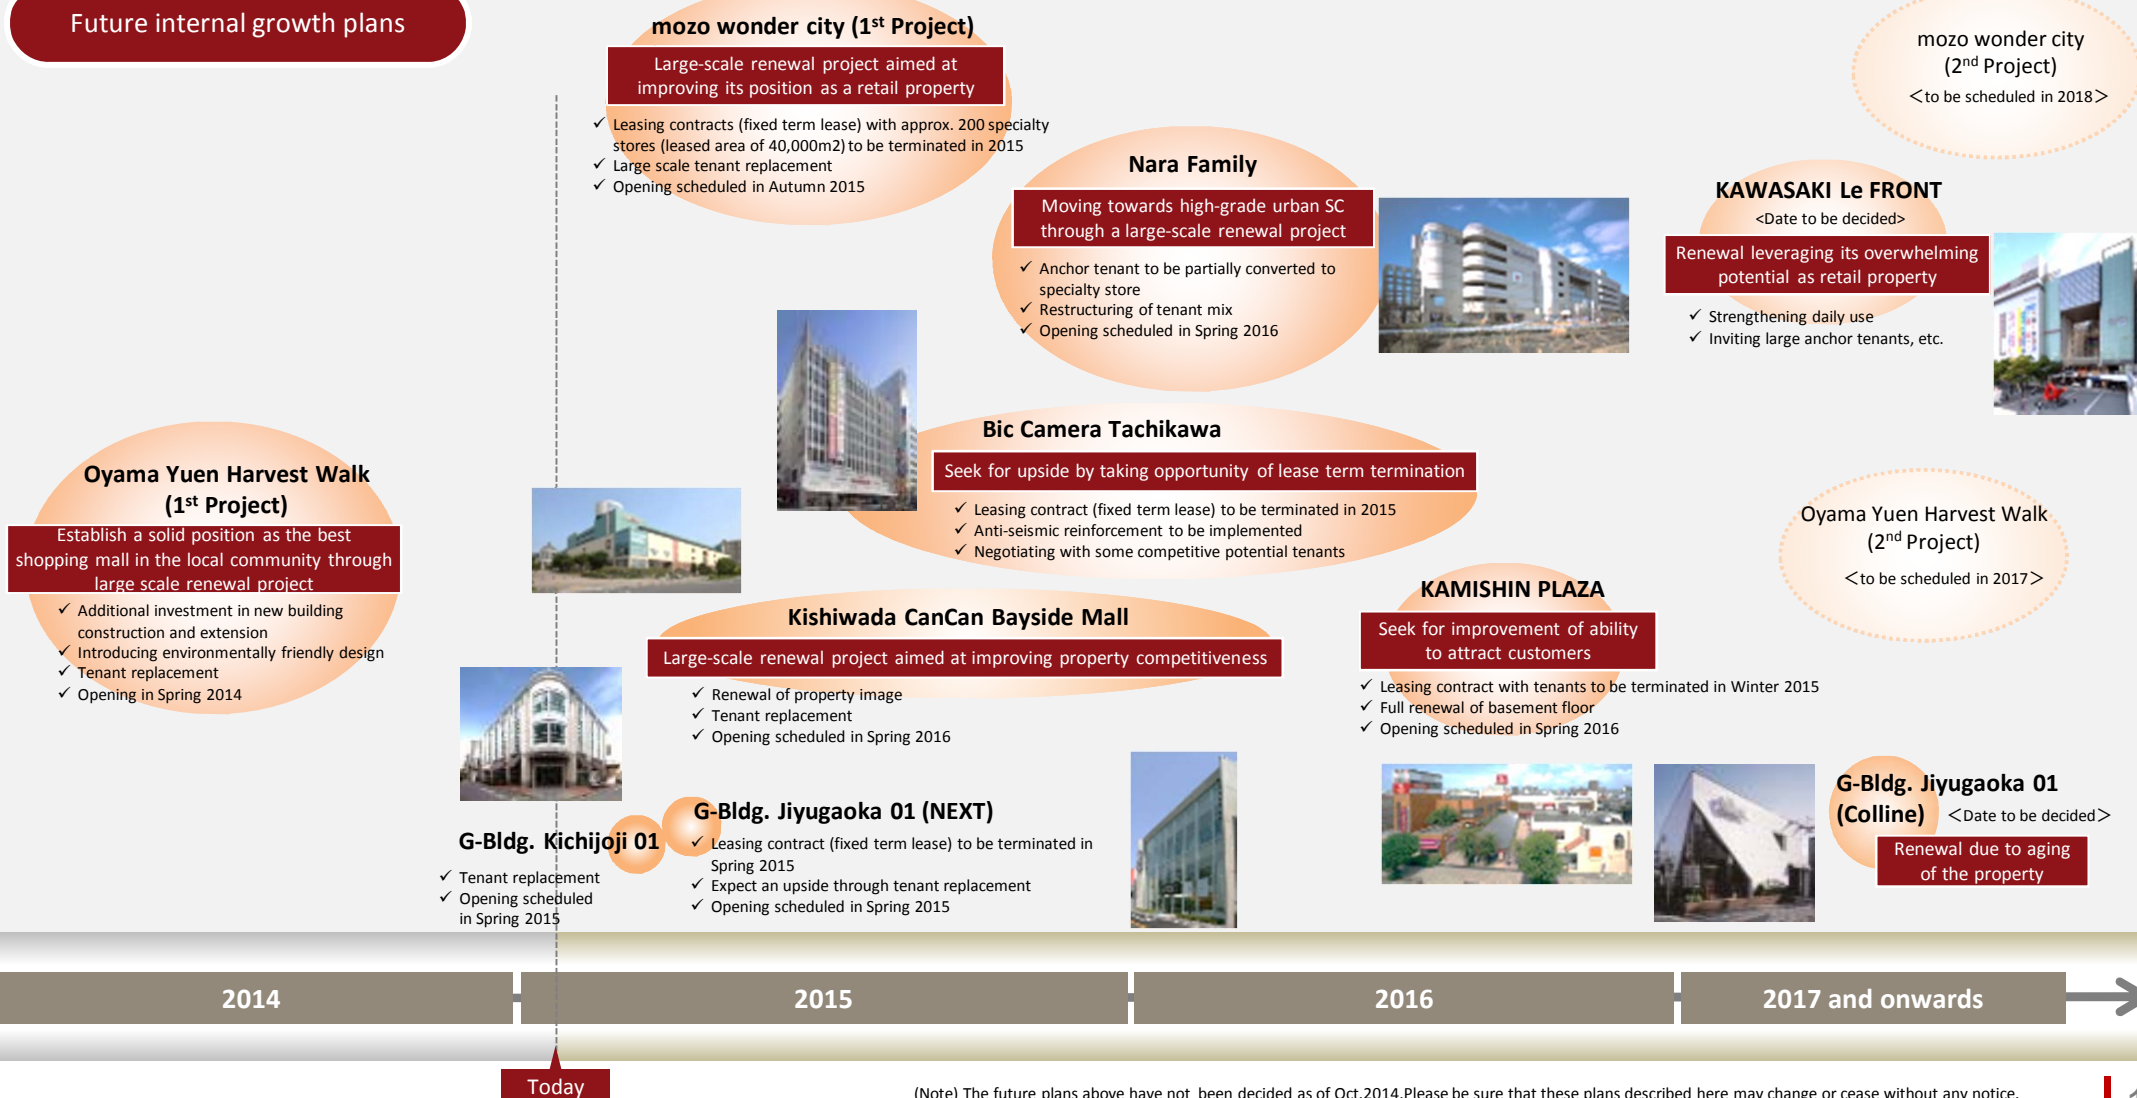 Future internal growth plans
mozo wonder city (1st Project)
Large-scale renewal project aimed at
improving its position as a retail property
✓ Leasing contracts (fixed term lease) with approx. 200 specialty
stores (leased area of 40,000m2) to be terminated in 2015
✓ Large scale tenant replacement
✓ Opening scheduled in Autumn 2015
mozo wonder city
(2nd Project)
<to be scheduled in 2018>
Nara Family
Moving towards high-grade urban SC
through a large-scale renewal project
✓ Anchor tenant to be partially converted to
specialty store
✓ Restructuring of tenant mix
✓ Opening scheduled in Spring 2016
KAWASAKI Le FRONT
<Date to be decided>
Renewal leveraging its overwhelming
potential as retail property
✓ Strengthening daily use
✓ Inviting large anchor tenants, etc.
Bic Camera Tachikawa
Seek for upside by taking opportunity of lease term termination
✓ Leasing contract (fixed term lease) to be terminated in 2015
✓ Anti-seismic reinforcement to be implemented
✓ Negotiating with some competitive potential tenants
Oyama Yuen Harvest Walk
(1st Project)
Establish a solid position as the best
shopping mall in the local community through
large scale renewal project
✓ Additional investment in new building
construction and extension
✓ Introducing environmentally friendly design
✓ Tenant replacement
✓ Opening in Spring 2014
Oyama Yuen Harvest Walk
(2nd Project)
<to be scheduled in 2017>
Kishiwada CanCan Bayside Mall
Large-scale renewal project aimed at improving property competitiveness
✓ Renewal of property image
✓ Tenant replacement
✓ Opening scheduled in Spring 2016
KAMISHIN PLAZA
Seek for improvement of ability
to attract customers
✓ Leasing contract with tenants to be terminated in Winter 2015
✓ Full renewal of basement floor
✓ Opening scheduled in Spring 2016
G-Bldg. Kichijoji 01
✓ Tenant replacement
✓ Opening scheduled
in Spring 2015
G-Bldg. Jiyugaoka 01 (NEXT)
✓ Leasing contract (fixed term lease) to be terminated in
Spring 2015
✓ Expect an upside through tenant replacement
✓ Opening scheduled in Spring 2015
G-Bldg. Jiyugaoka 01
(Colline) <Date to be decided>
Renewal due to aging
of the property
2014
2015
2016
2017 and onwards
Today
(Note) The future plans above have not been decided as of Oct.2014.Please be sure that these plans described here may change or cease without any notice.